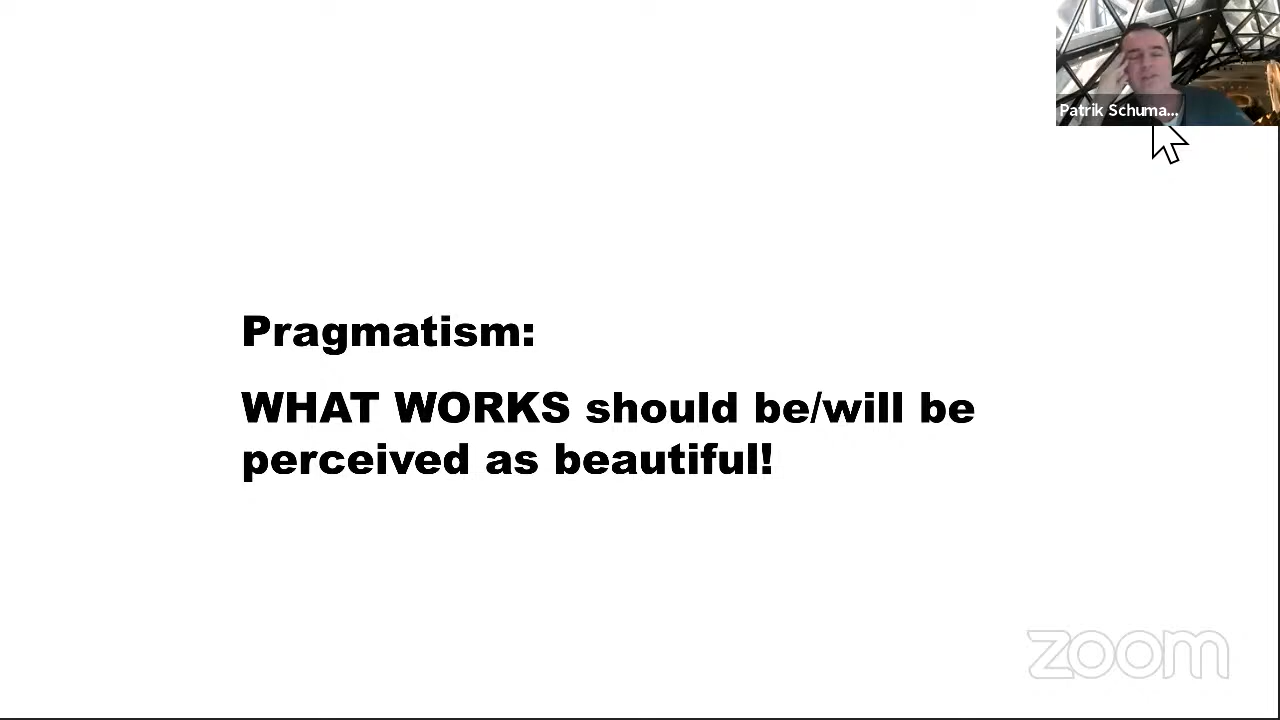 Patrik Schuma...
Pragmatism:
WHAT WORKS should be/will be
perceived as beautiful!
zoom